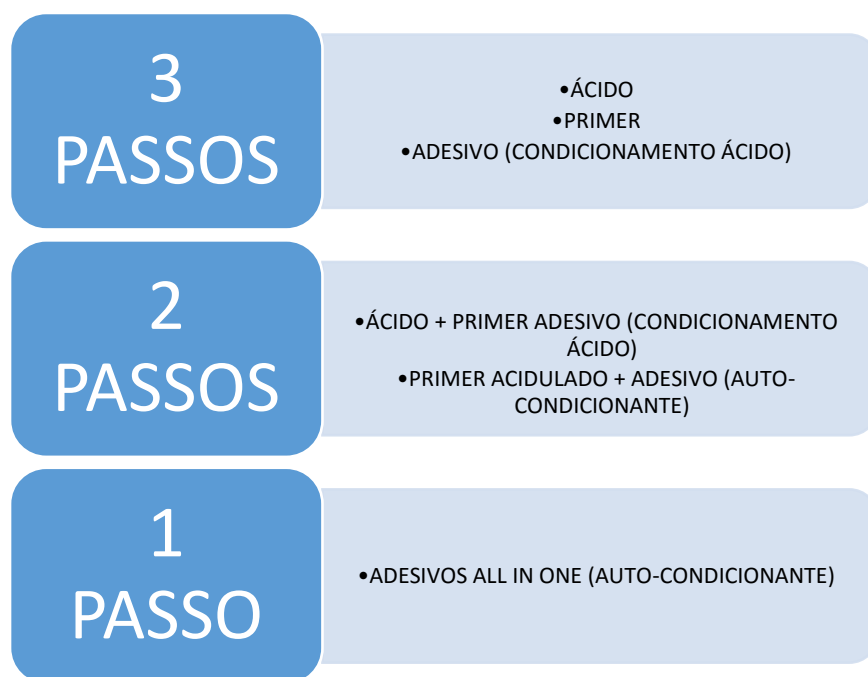 3
PASSOS
•ÁCIDO
•PRIMER
•ADESIVO (CONDICIONAMENTO ÁCIDO)
2
PASSOS
•ÁCIDO + PRIMER ADESIVO (CONDICIONAMENTO
ÁCIDO)
•PRIMER ACIDULADO + ADESIVO (AUTO-
CONDICIONANTE)
1
PASSO
•ADESIVOS ALL IN ONE (AUTO-CONDICIONANTE)